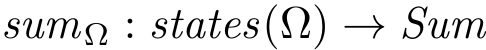 sum_Ω : states(Ω) → Sum